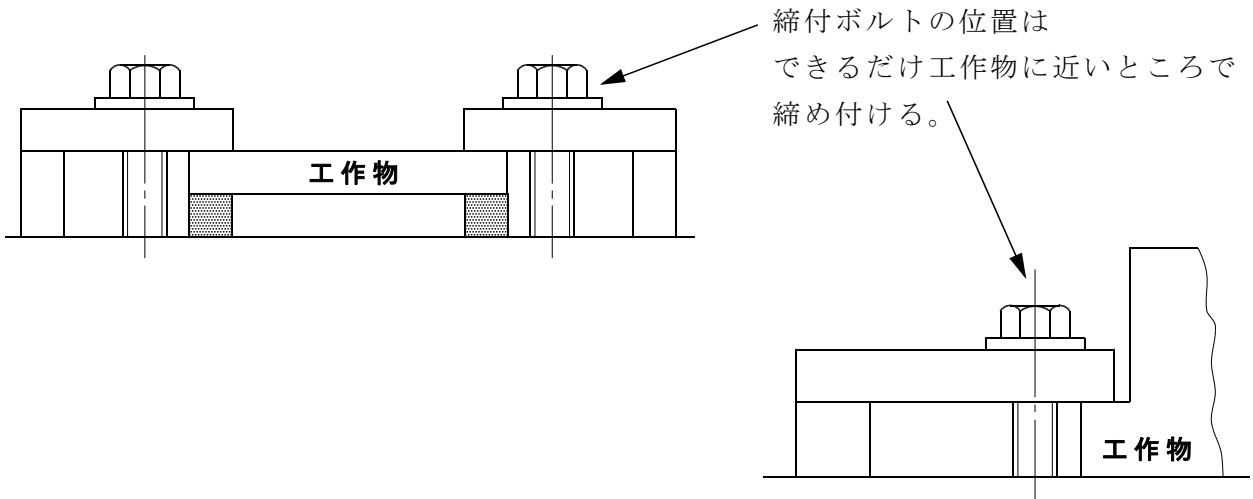 締付ボルトの位置は
できるだけ工作物に近いところで
締め付ける。
工作物
工作物